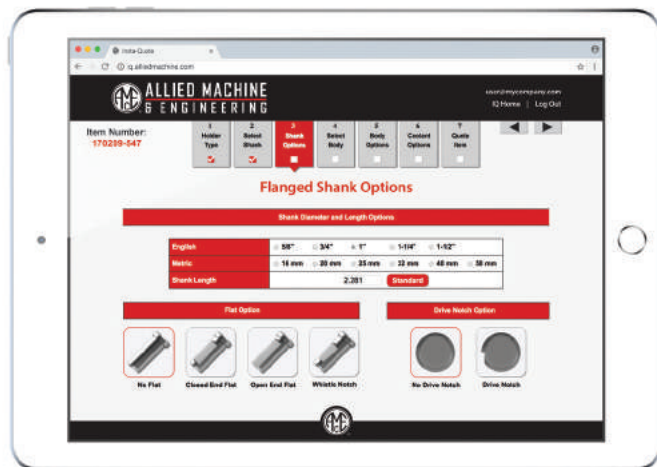 Insta-Quote
iq.alliedmachine.com
ALLIED MACHINE
& ENGINEERING
user@mycompany.com
IQ Home | Log Out
Item Number:
170239-547
1 Holder Type
2 Select Shank
3 Shank Options
4 Select Body
5 Body Options
6 Coolant Options
7 Quote Item
Flanged Shank Options
Shank Diameter and Length Options
English 5/8" 3/4" 1" 1-1/4" 1-1/2"
Metric 16 mm 20 mm 25 mm 32 mm 40 mm 50 mm
Shank Length 2.281 Standard
Flat Option
Drive Notch Option
No Flat Closed End Flat Open End Flat Whistle Notch
No Drive Notch Drive Notch